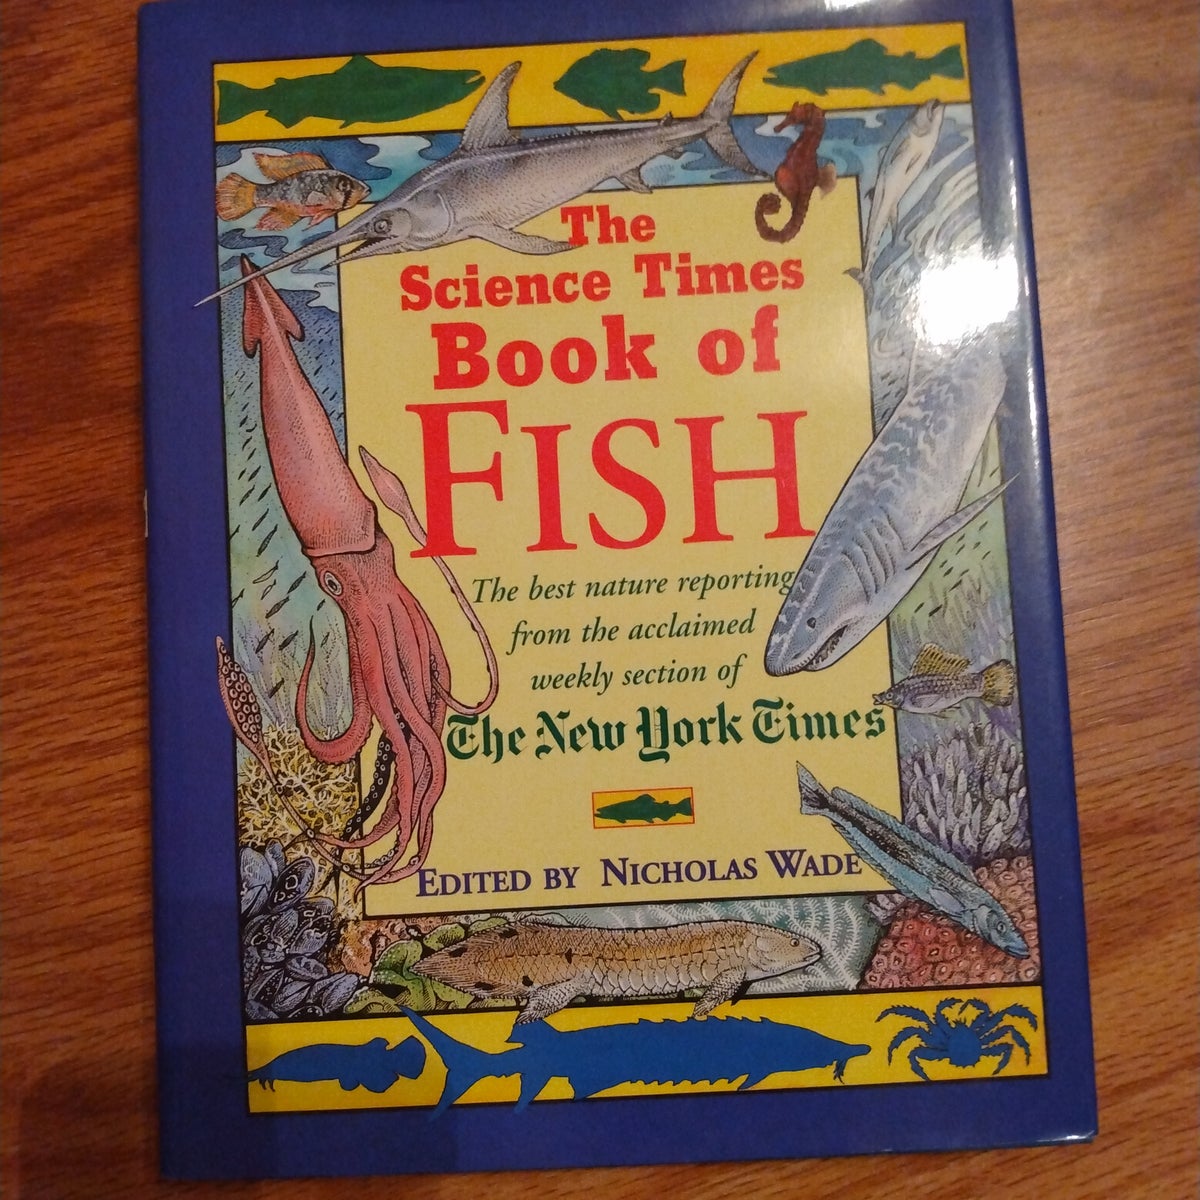 The
Science Times
Book of
FISH
The best nature reporting
from the acclaimed
weekly section of
The New York Times
EDITED BY NICHOLAS WADE